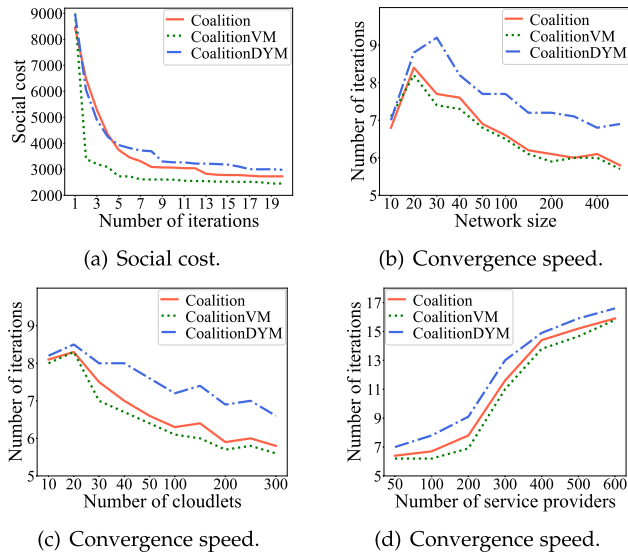 9000
8000
7000
6000
5000
4000
3000
2000
Social cost
Coalition
CoalitionVM
CoalitionDYM
1 3 5 7 9 11 13 15 17 19
Number of iterations
(a) Social cost.
9
8
7
6
5
Number of iterations
Coalition
CoalitionVM
CoalitionDYM
10 20 30 40 50 100 200 400
Network size
(b) Convergence speed.
8
7
6
5
Number of iterations
Coalition
CoalitionVM
CoalitionDYM
10 20 30 40 50 100 200 300
Number of cloudlets
(c) Convergence speed.
17
15
13
11
9
7
5
Number of iterations
Coalition
CoalitionVM
CoalitionDYM
50 100 200 300 400 500 600
Number of service providers
(d) Convergence speed.